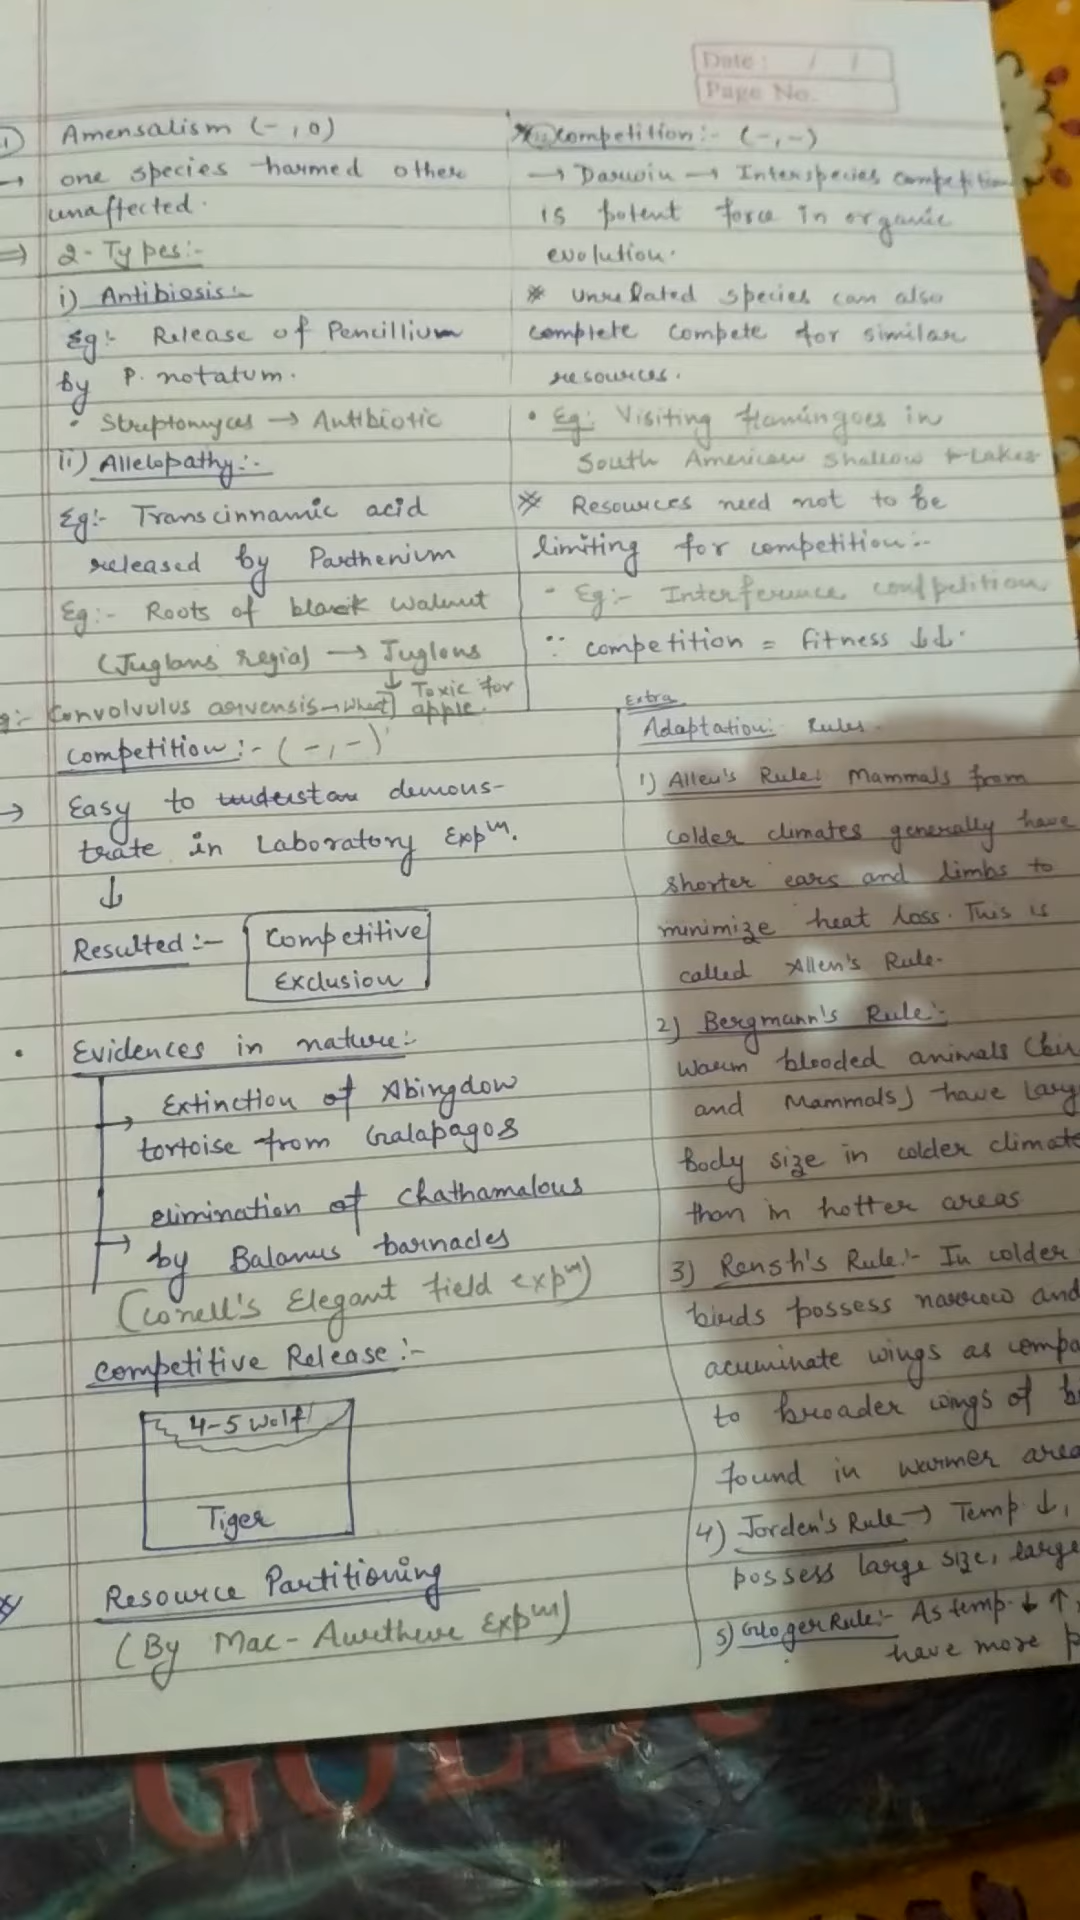 Date : / /
Page No.
Amensalism (-, 0)
→ one species harmed other
unaffected.
⇒ 2- Types:-
i) Antibiosis:-
Eg:- Release of Pencillium
by P. notatum.
• Streptomyces → Antibiotic
ii) Allelopathy:-
Eg:- Transcinnamic acid
released by Parthenium
Eg:- Roots of black walnut
(Juglans regia) → Juglons
↓ Toxic for
apple.
Convolvulus arvensis → Wheat
Competition:- (-, -)
→ Darwin → Interspecies competition
is potent force in organic
evolution.
* Unrelated species can also
complete compete for similar
resources.
• Eg: Visiting flamingoes in
South American shallow Lakes
* Resources need not to be
limiting for competition:-
- Eg:- Interference competition
∵ competition = fitness ↓↓.
Competition:- (-, -)
→ Easy to demons-
trate in Laboratory Expm.
↓
Resulted:- Competitive
Exclusion
• Evidences in nature:-
→ Extinction of Abingdow
tortoise from Galapagos
elimination of Chathamalous
→ by Balanus barnacles
(Conell's Elegant field expm)
Competitive Release:-
4-5 Wolf
Tiger
Resource Partitioning
(By Mac- Expm)
Extra
Adaptation: Rules.
1) Allen's Rule: Mammals from
colder climates generally have
shorter ears and limbs to
minimize heat loss. This is
called Allen's Rule.
2) Bergmann's Rule:-
Warm blooded animals
and Mammals) have
body size in colder
than in hotter areas
3) Rensh's Rule:- In colder
birds possess narrow and
acuminate wings as
to broader wings of
found in warmer
4) Jorden's Rule → Temp ↓,
possess large size, large
5) Gloger Rule:- As temp. ↑,
have more
GOLD